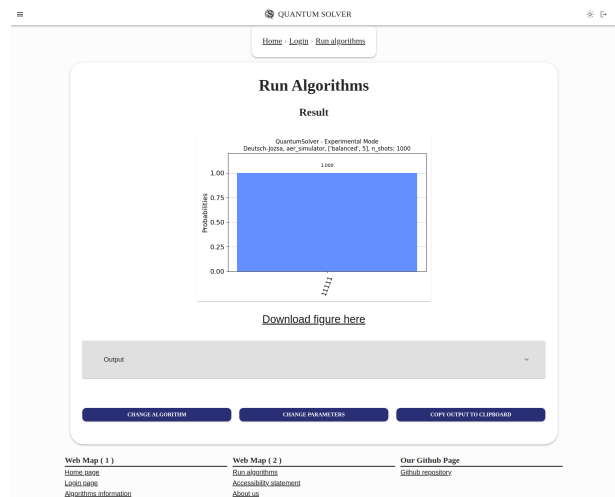 QUANTUM SOLVER
Home › Login › Run algorithms
Run Algorithms
Result
QuantumSolver - Experimental Mode
Deutsch-Jozsa, aer_simulator, ['balanced', 5], n_shots: 1000
1.000
1.00
0.75
0.50
0.25
0.00
Probabilities
11111
Download figure here
Output
CHANGE ALGORITHM CHANGE PARAMETERS COPY OUTPUT TO CLIPBOARD
Web Map ( 1 ) Web Map ( 2 ) Our Github Page
Home page Run algorithms Github repository
Login page Accessibility statement
Algorithms information About us